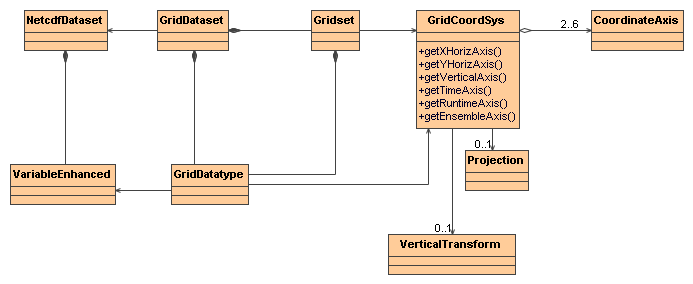 NetcdfDataset
GridDataset
Gridset
GridCoordSys
2..6
CoordinateAxis
+getXHorizAxis()
+getYHorizAxis()
+getVerticalAxis()
+getTimeAxis()
+getRuntimeAxis()
+getEnsembleAxis()
0..1
Projection
VariableEnhanced
GridDatatype
0..1
VerticalTransform